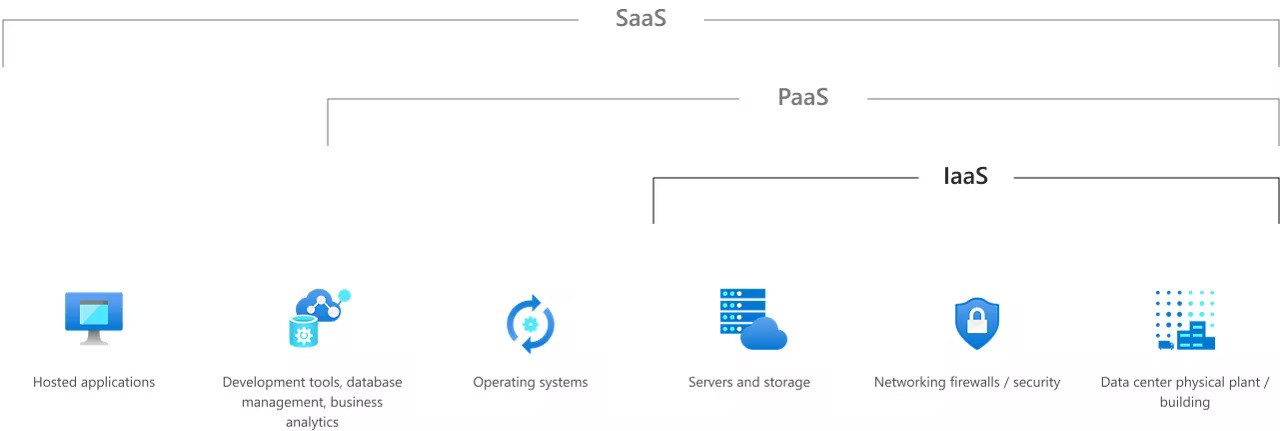 SaaS
PaaS
IaaS
Hosted applications
Development tools, database
management, business
analytics
Operating systems
Servers and storage
Networking firewalls / security
Data center physical plant /
building